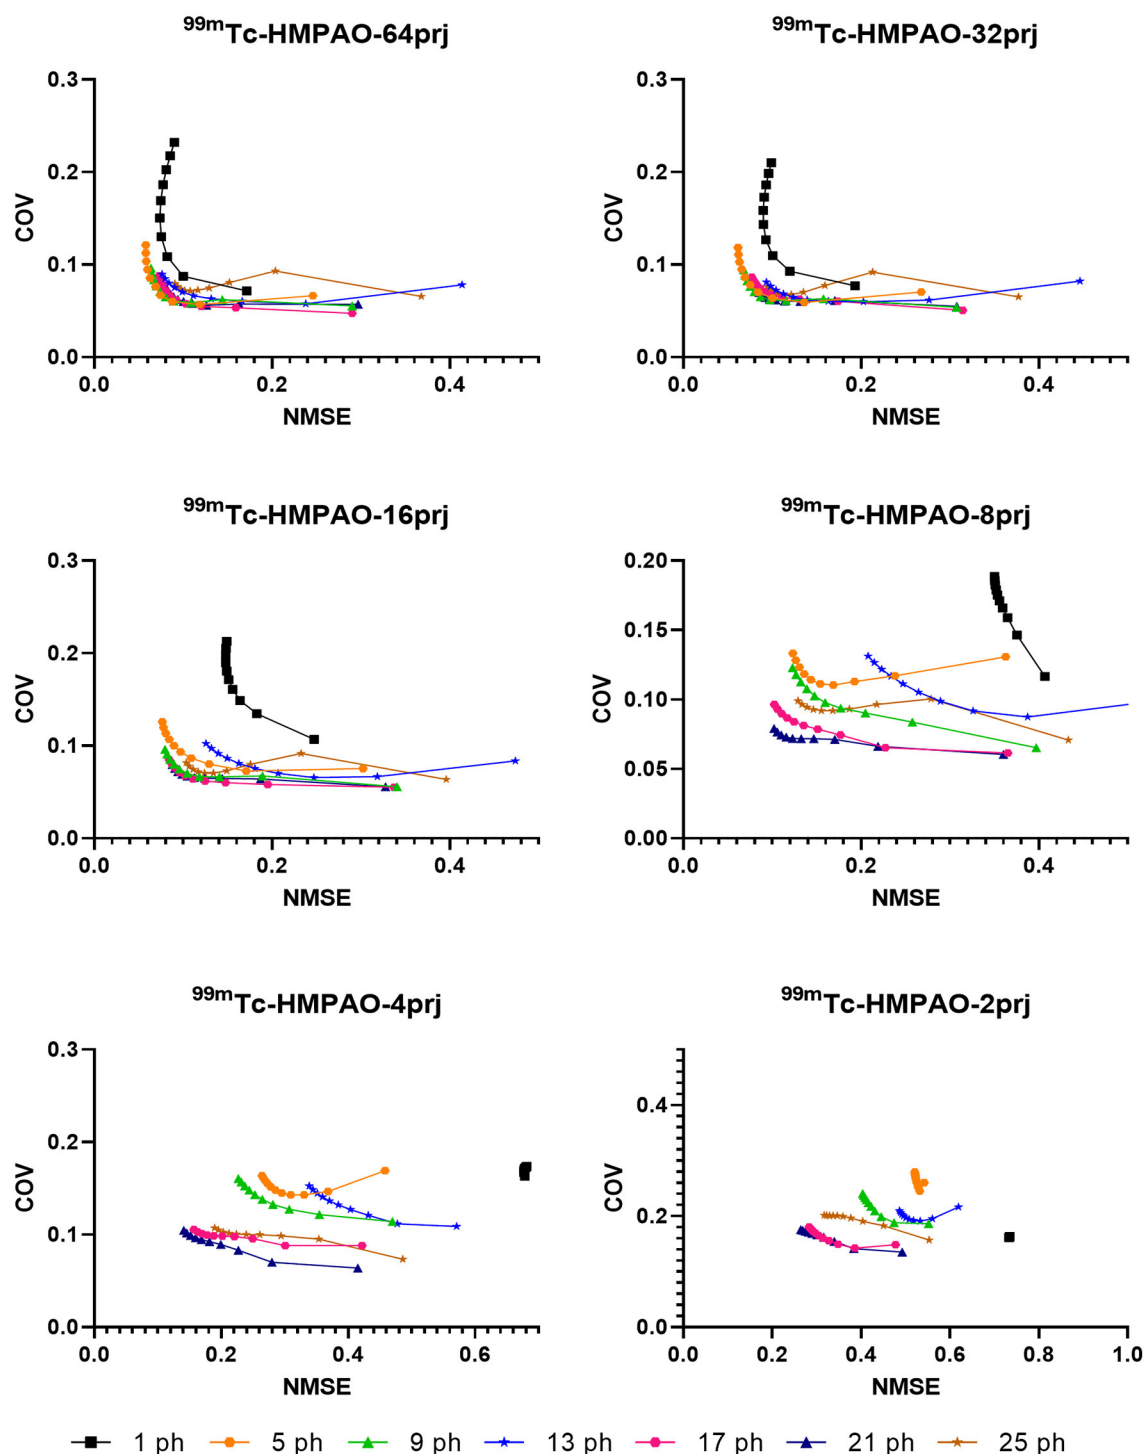 99mTc-HMPAO-64prj
0.3
0.2
0.1
0.0
COV
0.0 0.2 0.4
NMSE
99mTc-HMPAO-32prj
0.3
0.2
0.1
0.0
COV
0.0 0.2 0.4
NMSE
99mTc-HMPAO-16prj
0.3
0.2
0.1
0.0
COV
0.0 0.2 0.4
NMSE
99mTc-HMPAO-8prj
0.20
0.15
0.10
0.05
0.00
COV
0.0 0.2 0.4
NMSE
99mTc-HMPAO-4prj
0.3
0.2
0.1
0.0
COV
0.0 0.2 0.4 0.6
NMSE
99mTc-HMPAO-2prj
0.4
0.2
0.0
COV
0.0 0.2 0.4 0.6 0.8 1.0
NMSE
1 ph 5 ph 9 ph 13 ph 17 ph 21 ph 25 ph